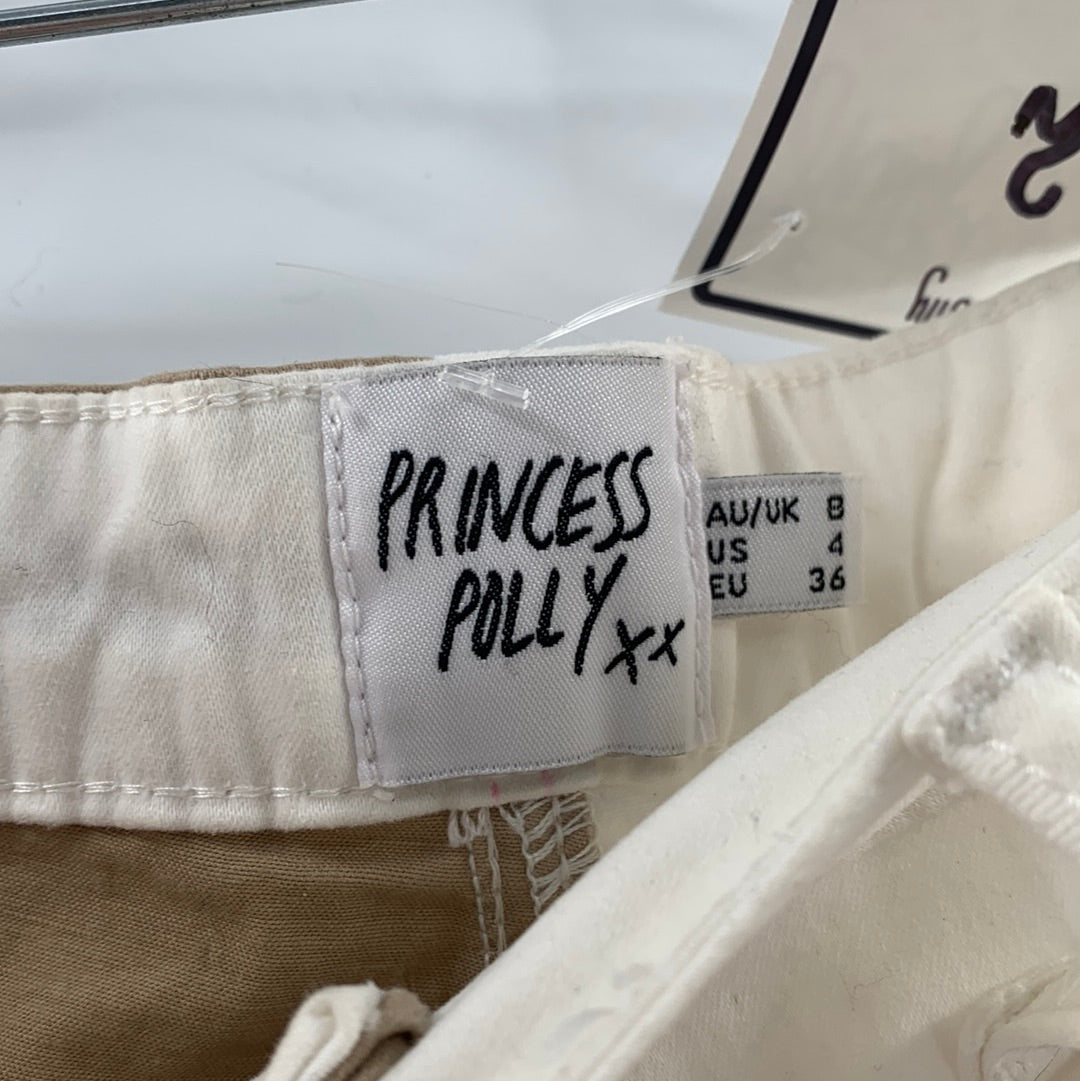 PRINCESS
POLLY xx
AU/UK 8
US 4
EU 36